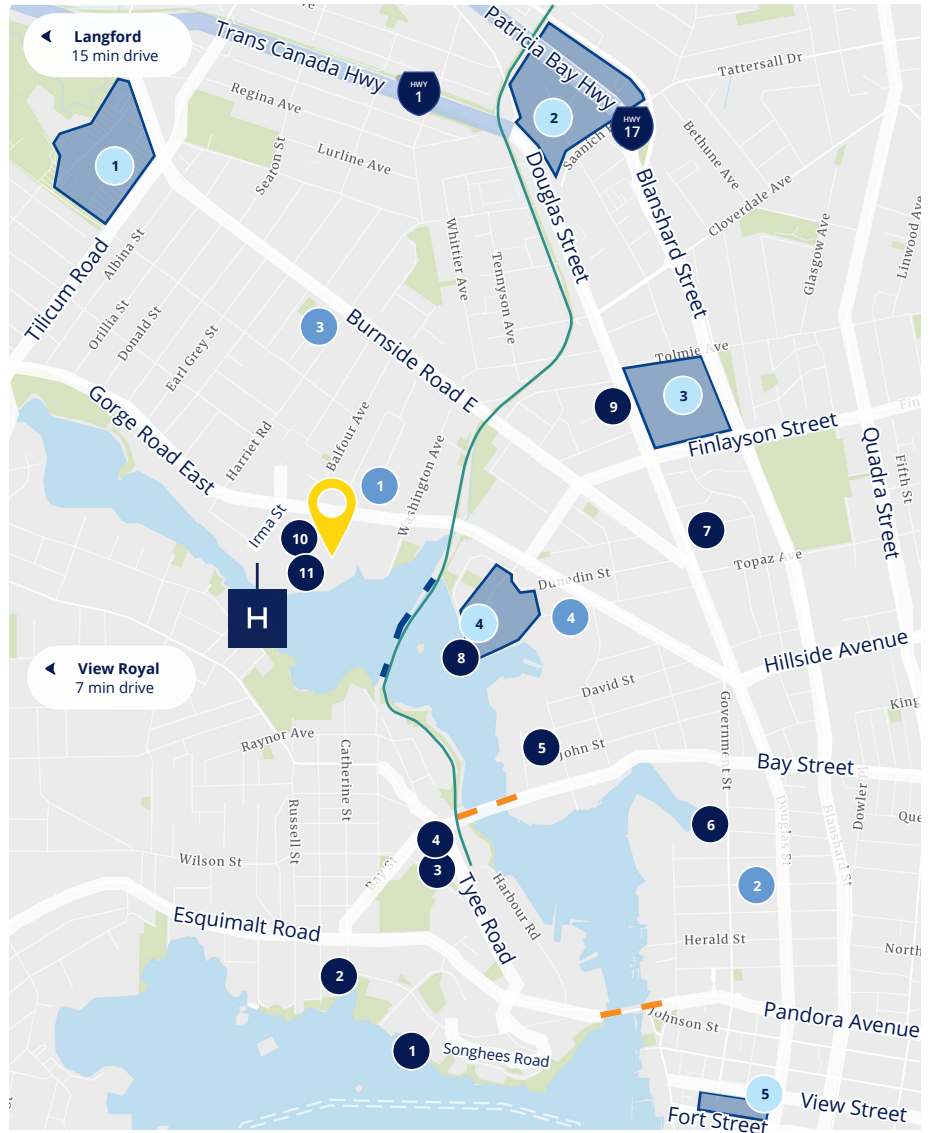 Langford
15 min drive
Trans Canada Hwy
HWY
1
Patricia Bay Hwy
HWY
17
Tattersall Dr
Regina Ave
2
Saanich
Bethune Ave
Lurline Ave
Seaton St
1
Douglas Street
Blanshard Street
Cloverdale Ave
Linwood Ave
Glasgow Ave
Whittier Ave
Tennyson Ave
Albina St
Tilicum Road
Orillia St
Donald St
Earl Grey St
3
Burnside Road E
Tolmie Ave
3
9
Finlayson Street
Fin
Gorge Road East
Harriet Rd
Balfour Ave
Washington Ave
Quadra Street
Fifth St
1
Irma St
10
11
7
Topaz Ave
Dunedin St
H
4
4
8
Hillside Avenue
View Royal
7 min drive
David St
King
Government St
Raynor Ave
Catherine St
5
John St
Bay Street
Dowler
Russell St
Douglas St
Blanshard St
6
Que
4
3
Wilson St
Bay St
Tyee Road
Harbour Rd
2
Esquimalt Road
Herald St
North
2
Johnson St
Pandora Avenue
1
Songhees Road
5
View Street
Fort Street